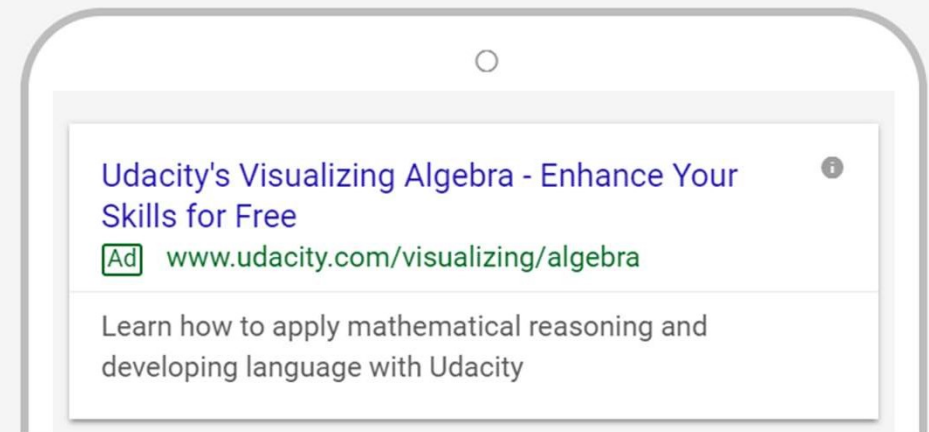 Udacity's Visualizing Algebra - Enhance Your
Skills for Free
Ad www.udacity.com/visualizing/algebra
Learn how to apply mathematical reasoning and
developing language with Udacity